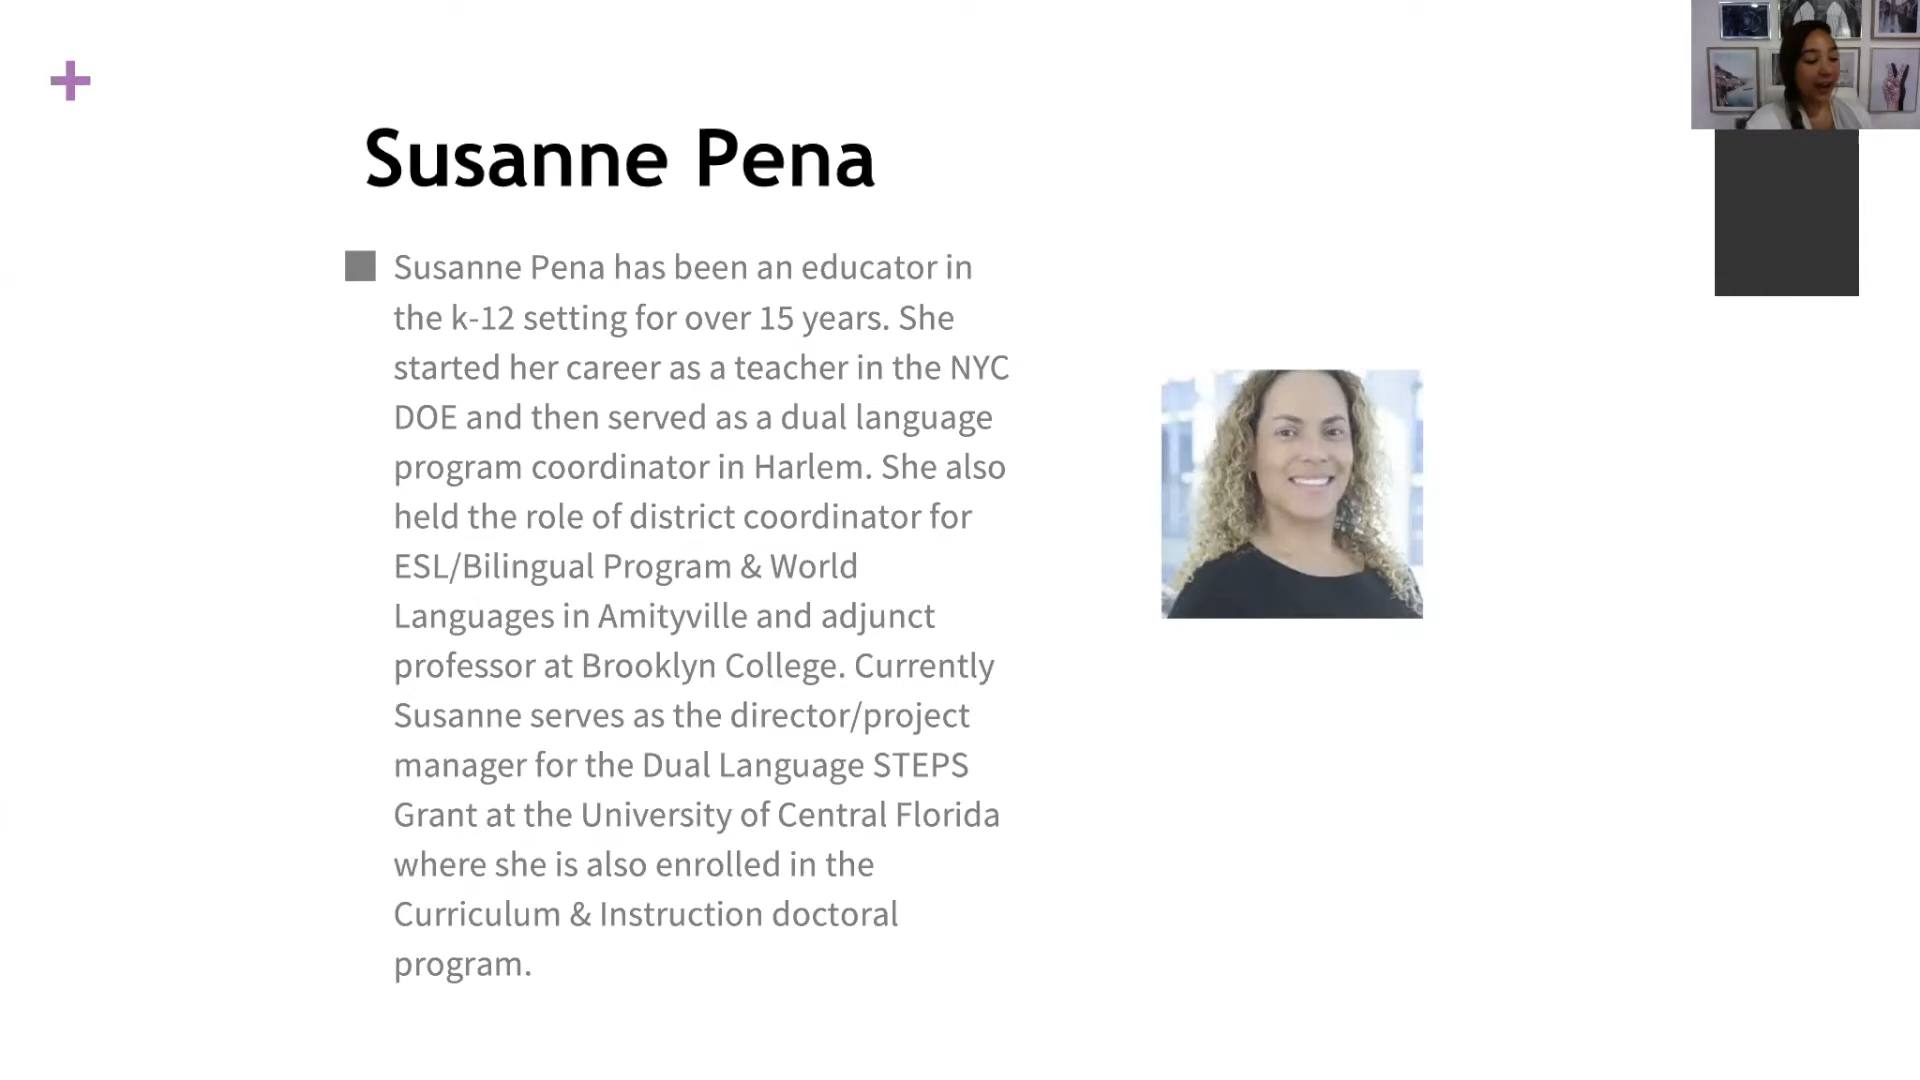 Susanne Pena
Susanne Pena has been an educator in
the k-12 setting for over 15 years. She
started her career as a teacher in the NYC
DOE and then served as a dual language
program coordinator in Harlem. She also
held the role of district coordinator for
ESL/Bilingual Program & World
Languages in Amityville and adjunct
professor at Brooklyn College. Currently
Susanne serves as the director/project
manager for the Dual Language STEPS
Grant at the University of Central Florida
where she is also enrolled in the
Curriculum & Instruction doctoral
program.